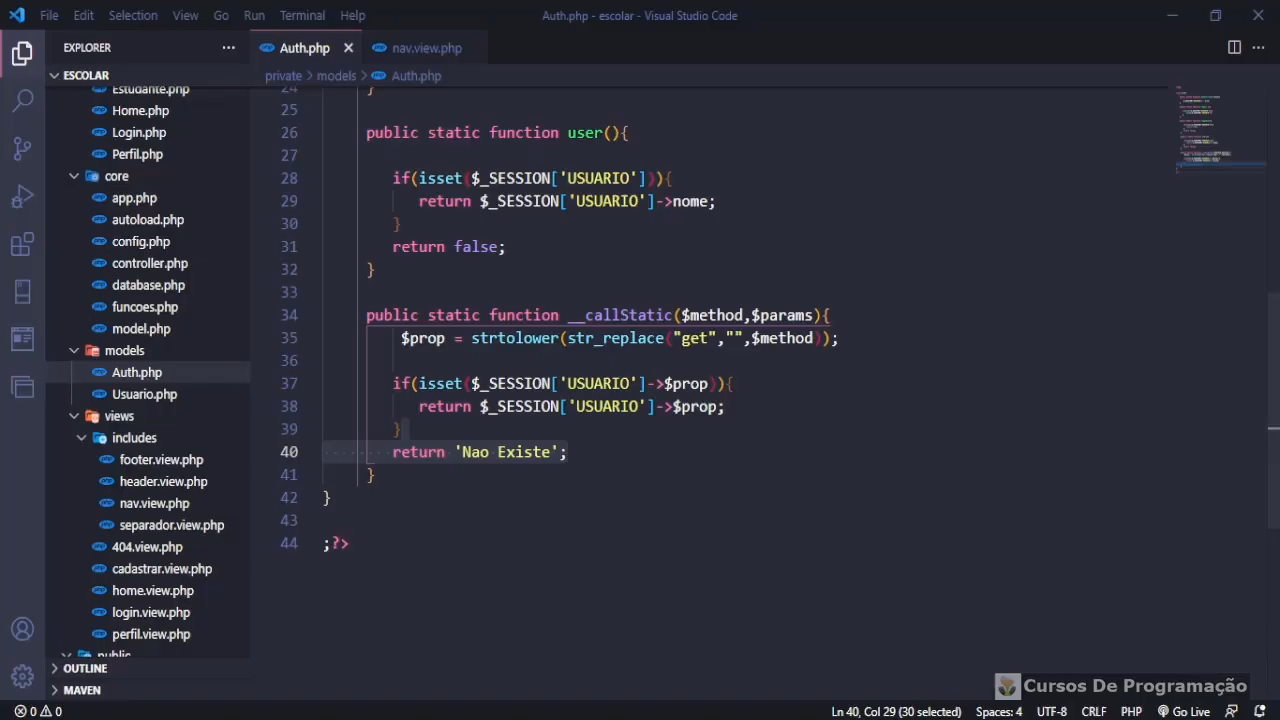 File Edit Selection View Go Run Terminal Help
Auth.php - escolar - Visual Studio Code
EXPLORER
Auth.php
nav.view.php
ESCOLAR
private > models > Auth.php
Estudante.php
Home.php
Login.php
Perfil.php
core
app.php
autoload.php
config.php
controller.php
database.php
funcoes.php
model.php
models
Auth.php
Usuario.php
views
includes
footer.view.php
header.view.php
nav.view.php
separador.view.php
404.view.php
cadastrar.view.php
home.view.php
login.view.php
perfil.view.php
public
OUTLINE
MAVEN
24 }
25
26 public static function user(){
27
28 if(isset($_SESSION['USUARIO'])){
29 return $_SESSION['USUARIO']->nome;
30 }
31 return false;
32 }
33
34 public static function __callStatic($method,$params){
35 $prop = strtolower(str_replace("get","",$method));
36
37 if(isset($_SESSION['USUARIO']->$prop)){
38 return $_SESSION['USUARIO']->$prop;
39 }
40 return 'Nao Existe';
41 }
42 }
43
44 ;?>
Cursos De Programação
0 0
Ln 40, Col 29 (30 selected) Spaces: 4 UTF-8 CRLF PHP Go Live